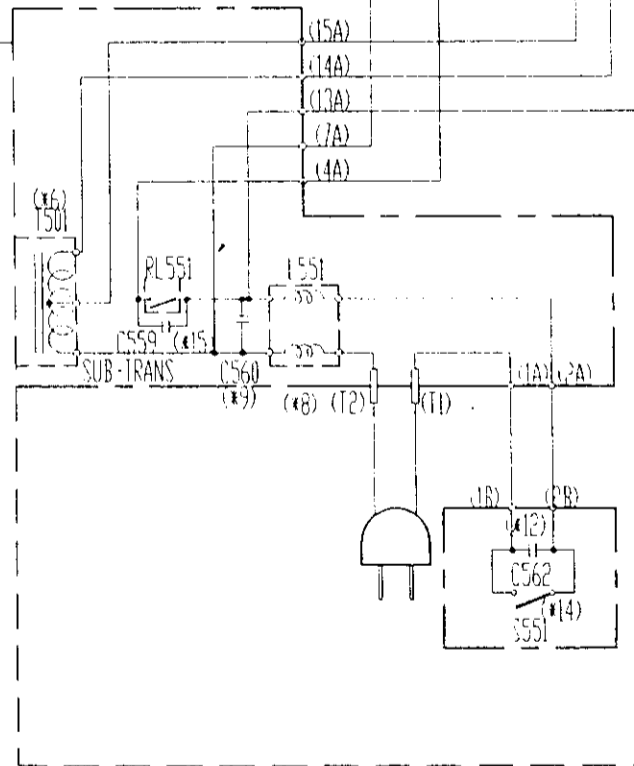 (15A)
(14A)
(13A)
(7A)
(4A)
(*6)
T501
RL551
L551
C559 (*15)
SUB-TRANS
C560
(*9)
(*8) (T2) (T1)
(1A) (2A)
(1B) (2B)
(*12)
C562
(*14)
S551